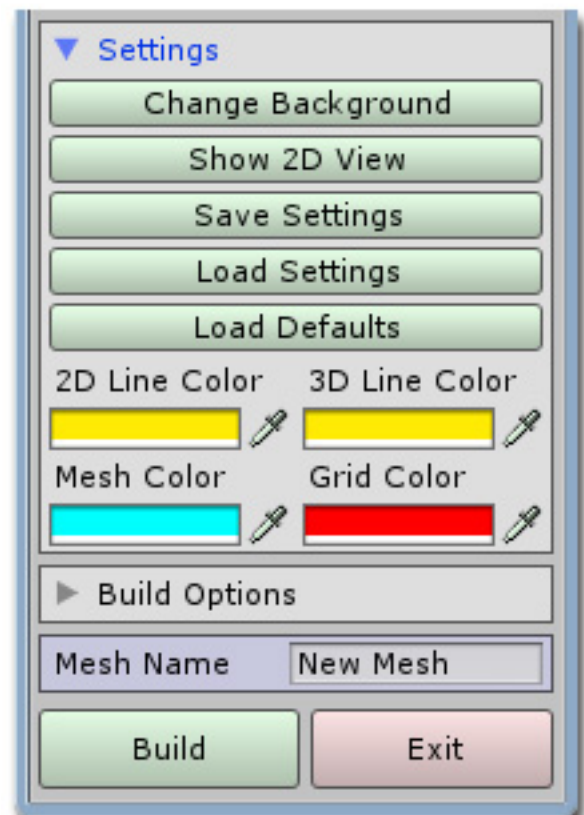 Settings
Change Background
Show 2D View
Save Settings
Load Settings
Load Defaults
2D Line Color 3D Line Color
Mesh Color Grid Color
Build Options
Mesh Name New Mesh
Build Exit